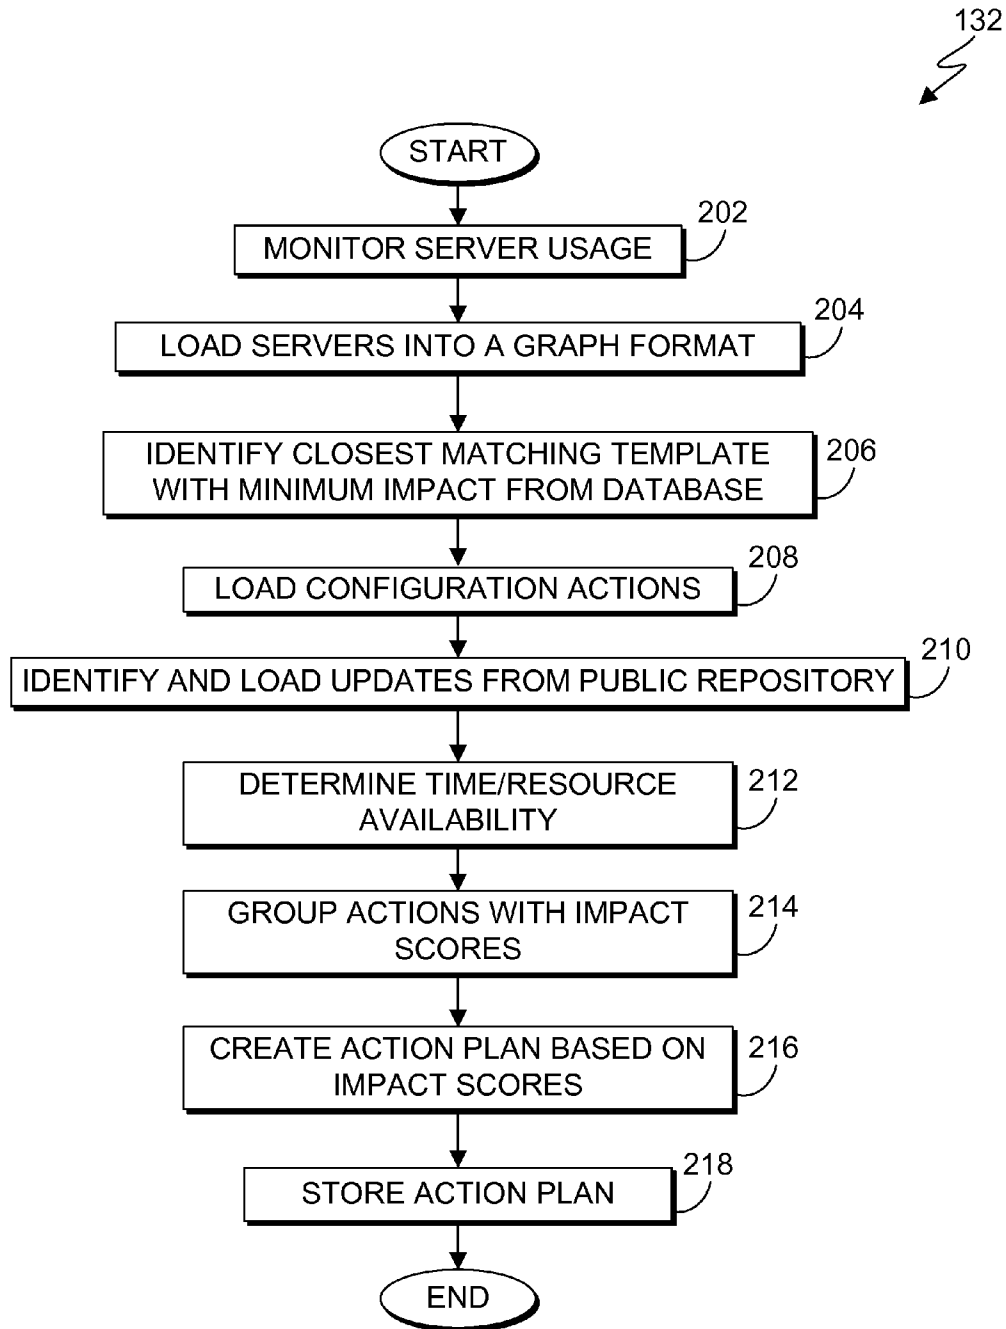 132
START
202
MONITOR SERVER USAGE
204
LOAD SERVERS INTO A GRAPH FORMAT
IDENTIFY CLOSEST MATCHING TEMPLATE
WITH MINIMUM IMPACT FROM DATABASE
206
208
LOAD CONFIGURATION ACTIONS
210
IDENTIFY AND LOAD UPDATES FROM PUBLIC REPOSITORY
DETERMINE TIME/RESOURCE
AVAILABILITY
212
GROUP ACTIONS WITH IMPACT
SCORES
214
CREATE ACTION PLAN BASED ON
IMPACT SCORES
216
218
STORE ACTION PLAN
END